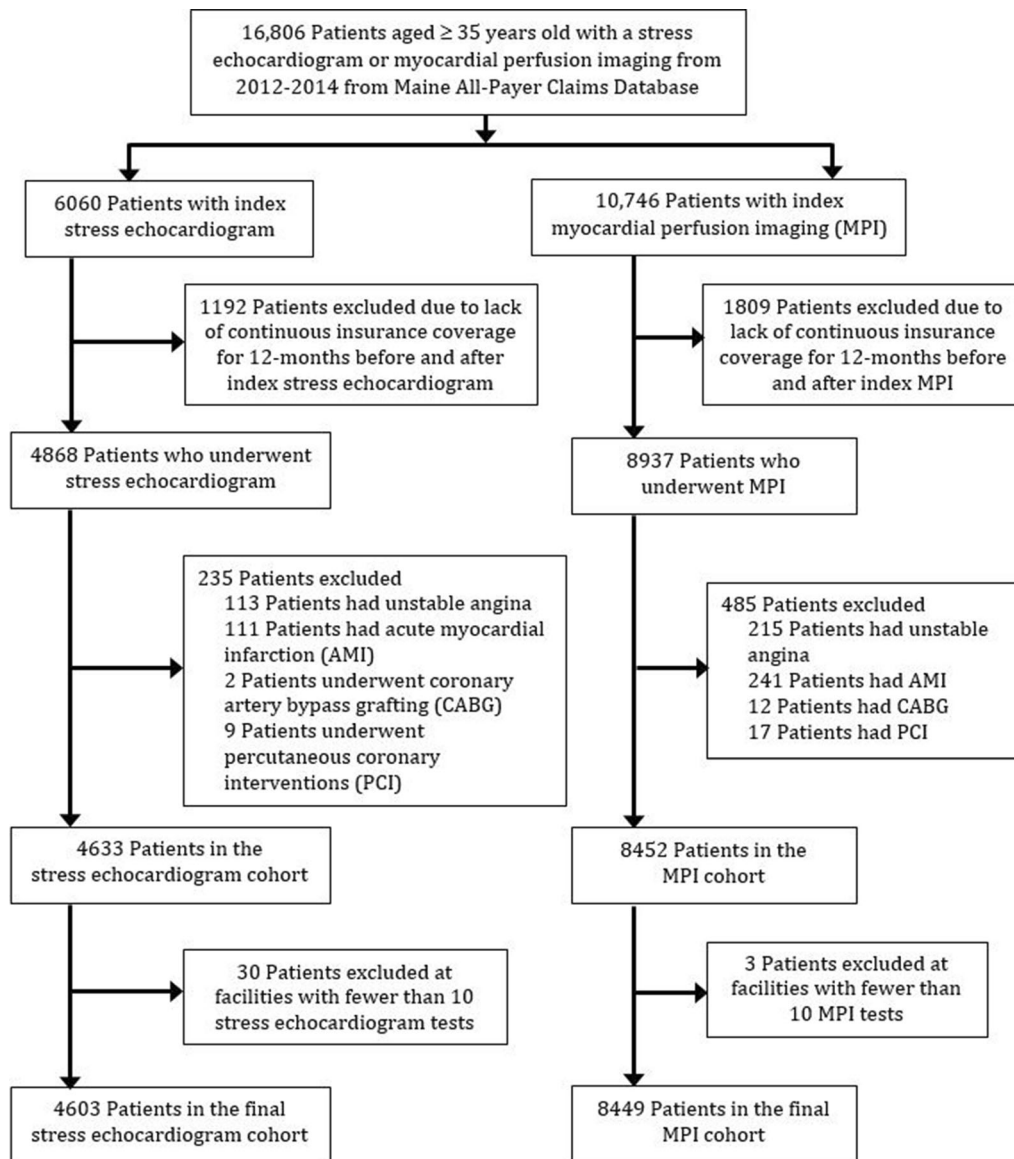 16,806 Patients aged ≥ 35 years old with a stress
echocardiogram or myocardial perfusion imaging from
2012-2014 from Maine All-Payer Claims Database
6060 Patients with index
stress echocardiogram
10,746 Patients with index
myocardial perfusion imaging (MPI)
1192 Patients excluded due to lack
of continuous insurance coverage
for 12-months before and after
index stress echocardiogram
1809 Patients excluded due to
lack of continuous insurance
coverage for 12-months before
and after index MPI
4868 Patients who underwent
stress echocardiogram
8937 Patients who
underwent MPI
235 Patients excluded
113 Patients had unstable angina
111 Patients had acute myocardial
infarction (AMI)
2 Patients underwent coronary
artery bypass grafting (CABG)
9 Patients underwent
percutaneous coronary
interventions (PCI)
485 Patients excluded
215 Patients had unstable
angina
241 Patients had AMI
12 Patients had CABG
17 Patients had PCI
4633 Patients in the
stress echocardiogram cohort
8452 Patients in the
MPI cohort
30 Patients excluded at
facilities with fewer than 10
stress echocardiogram tests
3 Patients excluded at
facilities with fewer than
10 MPI tests
4603 Patients in the final
stress echocardiogram cohort
8449 Patients in the final
MPI cohort